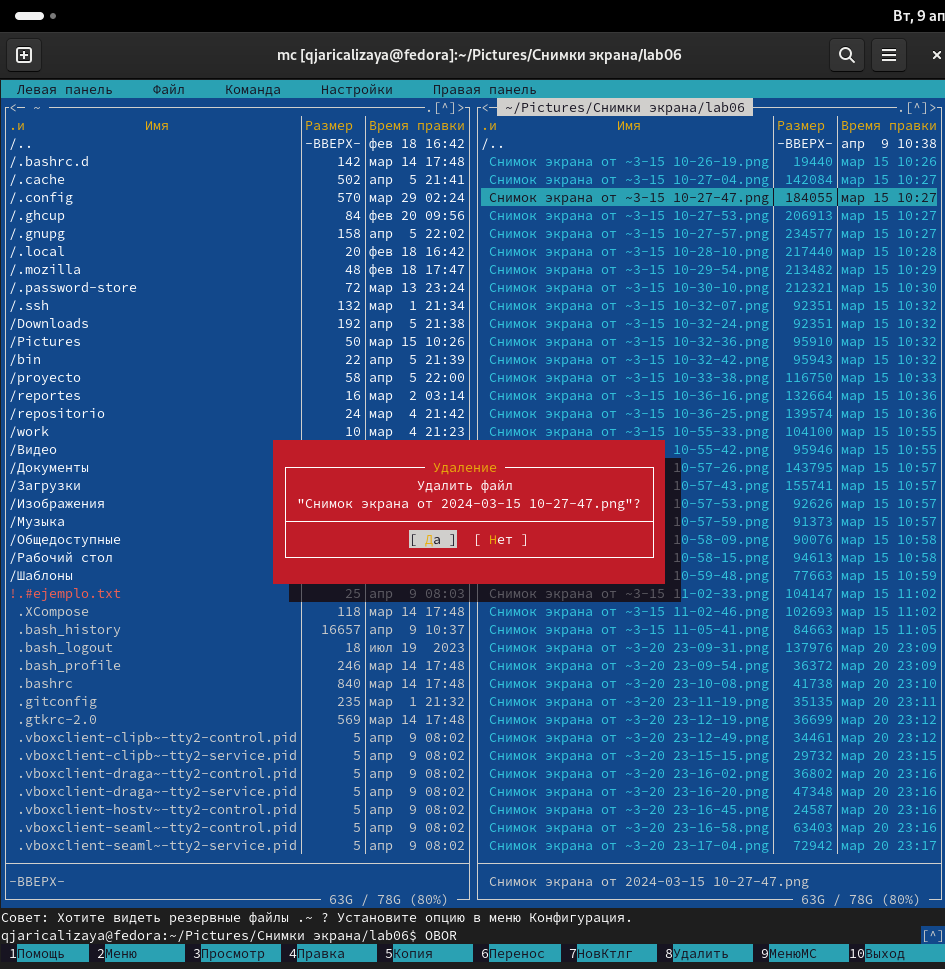 Вт, 9 ап
mc [qjaricalizaya@fedora]:~/Pictures/Снимки экрана/lab06
Левая панель Файл Команда Настройки Правая панель
<— ~ .[^]> <— ~/Pictures/Снимки экрана/lab06 .[^]>
.и Имя Размер Время правки .и Имя Размер Время правки
/.. -ВВЕРХ- фев 18 16:42 /.. -ВВЕРХ- апр 9 10:38
/.bashrc.d 142 мар 14 17:48 Снимок экрана от ~3-15 10-26-19.png 19440 мар 15 10:26
/.cache 502 апр 5 21:41 Снимок экрана от ~3-15 10-27-04.png 142084 мар 15 10:27
/.config 570 мар 29 02:24 Снимок экрана от ~3-15 10-27-47.png 184055 мар 15 10:27
/.ghcup 84 фев 20 09:56 Снимок экрана от ~3-15 10-27-53.png 206913 мар 15 10:27
/.gnupg 158 апр 5 22:02 Снимок экрана от ~3-15 10-27-57.png 234577 мар 15 10:27
/.local 20 фев 18 16:42 Снимок экрана от ~3-15 10-28-10.png 217440 мар 15 10:28
/.mozilla 48 фев 18 17:47 Снимок экрана от ~3-15 10-29-54.png 213482 мар 15 10:29
/.password-store 72 мар 13 23:24 Снимок экрана от ~3-15 10-30-10.png 212321 мар 15 10:30
/.ssh 132 мар 1 21:34 Снимок экрана от ~3-15 10-32-07.png 92351 мар 15 10:32
/Downloads 192 апр 5 21:38 Снимок экрана от ~3-15 10-32-24.png 92351 мар 15 10:32
/Pictures 50 мар 15 10:26 Снимок экрана от ~3-15 10-32-36.png 95910 мар 15 10:32
/bin 22 апр 5 21:39 Снимок экрана от ~3-15 10-32-42.png 95943 мар 15 10:32
/proyecto 58 апр 5 22:00 Снимок экрана от ~3-15 10-33-38.png 116750 мар 15 10:33
/reportes 16 мар 2 03:14 Снимок экрана от ~3-15 10-36-16.png 132664 мар 15 10:36
/repositorio 24 мар 4 21:42 Снимок экрана от ~3-15 10-36-25.png 139574 мар 15 10:36
/work 10 мар 4 21:23 Снимок экрана от ~3-15 10-55-33.png 104100 мар 15 10:55
/Видео 10-55-42.png 95946 мар 15 10:55
/Документы Удаление 10-57-26.png 143795 мар 15 10:57
/Загрузки Удалить файл 10-57-43.png 155741 мар 15 10:57
/Изображения "Снимок экрана от 2024-03-15 10-27-47.png"? 10-57-53.png 92626 мар 15 10:57
/Музыка 10-57-59.png 91373 мар 15 10:57
/Общедоступные [ Да ] [ Нет ] 10-58-09.png 90076 мар 15 10:58
/Рабочий стол 10-58-15.png 94613 мар 15 10:58
/Шаблоны 10-59-48.png 77663 мар 15 10:59
!.#ejemplo.txt 25 апр 9 08:03 Снимок экрана от ~3-15 11-02-33.png 104147 мар 15 11:02
.XCompose 118 мар 14 17:48 Снимок экрана от ~3-15 11-02-46.png 102693 мар 15 11:02
.bash_history 16657 апр 9 10:37 Снимок экрана от ~3-15 11-05-41.png 84663 мар 15 11:05
.bash_logout 18 июл 19 2023 Снимок экрана от ~3-20 23-09-31.png 137976 мар 20 23:09
.bash_profile 246 мар 14 17:48 Снимок экрана от ~3-20 23-09-54.png 36372 мар 20 23:09
.bashrc 840 мар 14 17:48 Снимок экрана от ~3-20 23-10-08.png 41738 мар 20 23:10
.gitconfig 235 мар 1 21:32 Снимок экрана от ~3-20 23-11-19.png 35135 мар 20 23:11
.gtkrc-2.0 569 мар 14 17:48 Снимок экрана от ~3-20 23-12-19.png 36699 мар 20 23:12
.vboxclient-clipb~-tty2-control.pid 5 апр 9 08:02 Снимок экрана от ~3-20 23-12-49.png 34461 мар 20 23:12
.vboxclient-clipb~-tty2-service.pid 5 апр 9 08:02 Снимок экрана от ~3-20 23-15-15.png 29732 мар 20 23:15
.vboxclient-draga~-tty2-control.pid 5 апр 9 08:02 Снимок экрана от ~3-20 23-16-02.png 36802 мар 20 23:16
.vboxclient-draga~-tty2-service.pid 5 апр 9 08:02 Снимок экрана от ~3-20 23-16-20.png 47348 мар 20 23:16
.vboxclient-hostv~-tty2-control.pid 5 апр 9 08:02 Снимок экрана от ~3-20 23-16-45.png 24587 мар 20 23:16
.vboxclient-seaml~-tty2-control.pid 5 апр 9 08:02 Снимок экрана от ~3-20 23-16-58.png 63403 мар 20 23:16
.vboxclient-seaml~-tty2-service.pid 5 апр 9 08:02 Снимок экрана от ~3-20 23-17-04.png 72942 мар 20 23:17
-ВВЕРХ- Снимок экрана от 2024-03-15 10-27-47.png
63G / 78G (80%) 63G / 78G (80%)
Совет: Хотите видеть резервные файлы .~ ? Установите опцию в меню Конфигурация.
qjaricalizaya@fedora:~/Pictures/Снимки экрана/lab06$ OBOR [^]
1Помощь 2Меню 3Просмотр 4Правка 5Копия 6Перенос 7НовКтлг 8Удалить 9МенюМС 10Выход